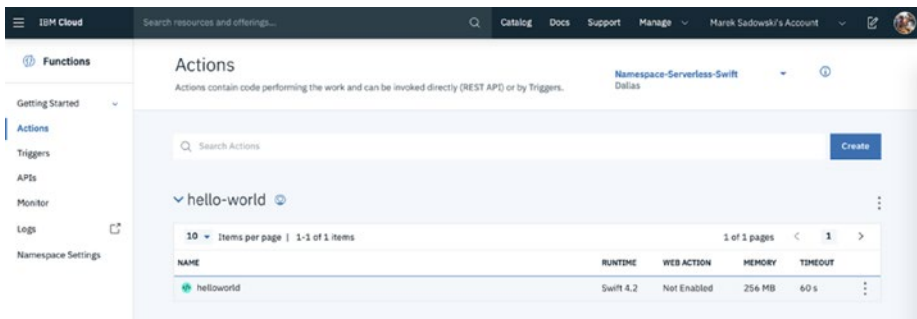 IBM Cloud
Search resources and offerings...
Catalog Docs Support Manage Marek Sadowski's Account
Functions
Getting Started
Actions
Triggers
APIs
Monitor
Logs
Namespace Settings
Actions
Actions contain code performing the work and can be invoked directly (REST API) or by Triggers.
Namespace-Serverless-Swift
Dallas
Search Actions
Create
hello-world
10 Items per page | 1-1 of 1 items
1 of 1 pages < 1 >
NAME RUNTIME WEB ACTION MEMORY TIMEOUT
helloworld Swift 4.2 Not Enabled 256 MB 60 s